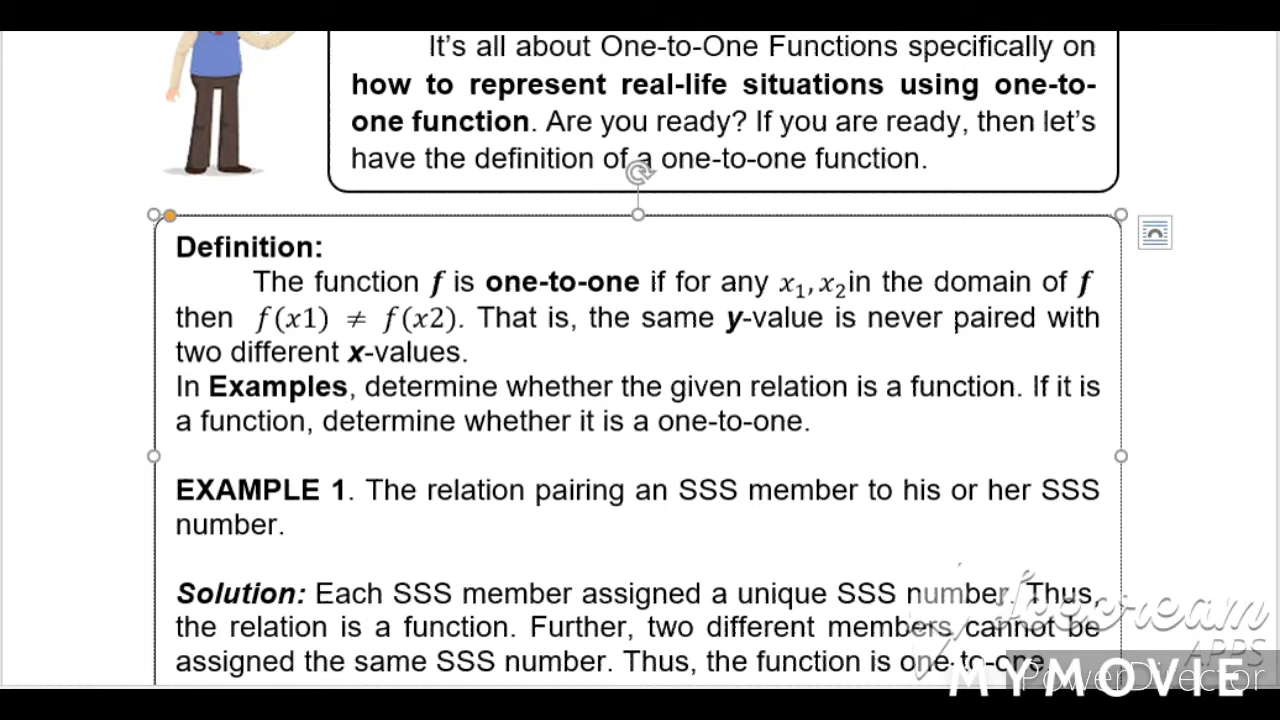 It's all about One-to-One Functions specifically on
how to represent real-life situations using one-to-
one function. Are you ready? If you are ready, then let's
have the definition of a one-to-one function.
Definition:
The function f is one-to-one if for any x₁, x₂in the domain of f
then f(x1) ≠ f(x2). That is, the same y-value is never paired with
two different x-values.
In Examples, determine whether the given relation is a function. If it is
a function, determine whether it is a one-to-one.
EXAMPLE 1. The relation pairing an SSS member to his or her SSS
number.
Solution: Each SSS member assigned a unique SSS number. Thus,
the relation is a function. Further, two different members cannot be
assigned the same SSS number. Thus, the function is one-to-one.
Icecream
APPS
PowerDirector
MYMOVIE